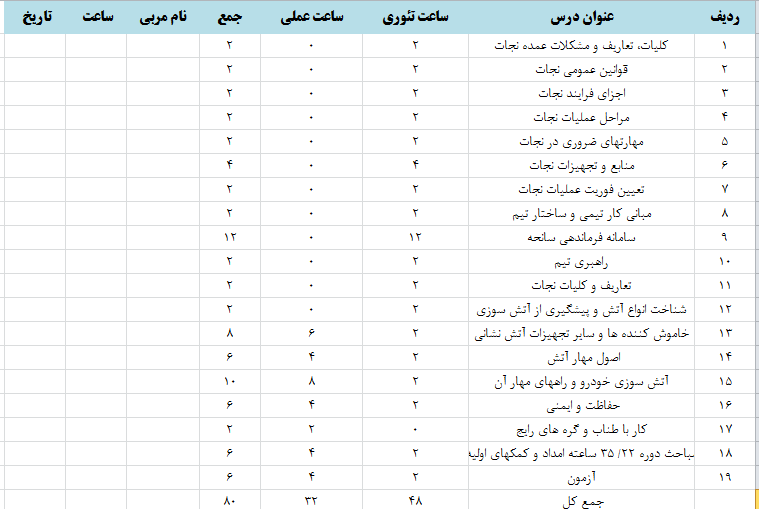 ردیف عنوان درس ساعت تئوری ساعت عملی جمع نام مربی ساعت تاریخ
۱ کلیات، تعاریف و مشکلات عمده نجات ۲ ۰ ۲
۲ قوانین عمومی نجات ۲ ۰ ۲
۳ اجزای فرایند نجات ۲ ۰ ۲
۴ مراحل عملیات نجات ۲ ۰ ۲
۵ مهارتهای ضروری در نجات ۲ ۰ ۲
۶ منابع و تجهیزات نجات ۴ ۰ ۴
۷ تعیین فوریت عملیات نجات ۲ ۰ ۲
۸ مبانی کار تیمی و ساختار تیم ۲ ۰ ۲
۹ سامانه فرماندهی سانحه ۱۲ ۰ ۱۲
۱۰ راهبری تیم ۲ ۰ ۲
۱۱ تعاریف و کلیات نجات ۲ ۰ ۲
۱۲ شناخت انواع آتش و پیشگیری از آتش سوزی ۲ ۰ ۲
۱۳ خاموش کننده ها و سایر تجهیزات آتش نشانی ۲ ۶ ۸
۱۴ اصول مهار آتش ۲ ۴ ۶
۱۵ آتش سوزی خودرو و راههای مهار آن ۲ ۸ ۱۰
۱۶ حفاظت و ایمنی ۲ ۴ ۶
۱۷ کار با طناب و گره های رایج ۰ ۲ ۲
۱۸ مباحث دوره ۲۲/ ۳۵ ساعته امداد و کمکهای اولیه ۲ ۴ ۶
۱۹ آزمون ۲ ۴ ۶
جمع کل ۴۸ ۳۲ ۸۰